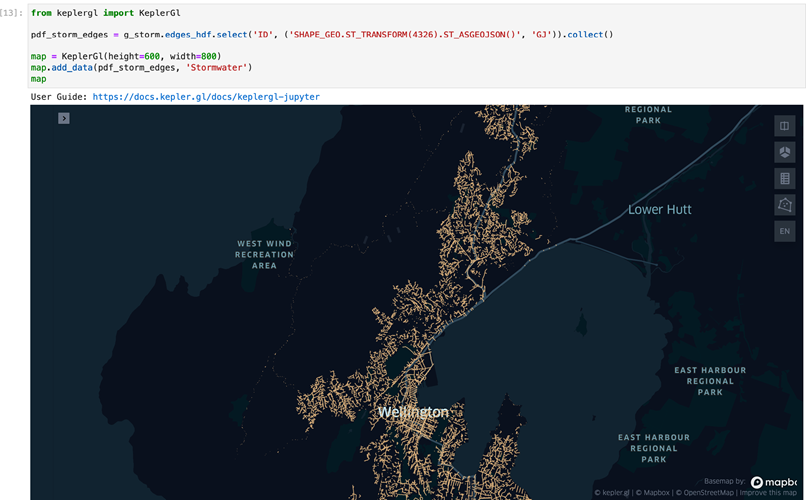 [13]:
from keplergl import KeplerGl
pdf_storm_edges = g_storm.edges_hdf.select('ID', ('SHAPE_GEO.ST_TRANSFORM(4326).ST_ASGEOJSON()', 'GJ')).collect()
map = KeplerGl(height=600, width=800)
map.add_data(pdf_storm_edges, 'Stormwater')
map
User Guide: https://docs.kepler.gl/docs/keplergl-jupyter
REGIONAL
PARK
Lower Hutt
EN
WEST WIND
RECREATION
AREA
EAST HARBOUR
REGIONAL
PARK
Wellington
EAST HARBOUR
REGIONAL
PARK
Basemap by: mapbo
© kepler.gl | © Mapbox | © OpenStreetMap | Improve this map